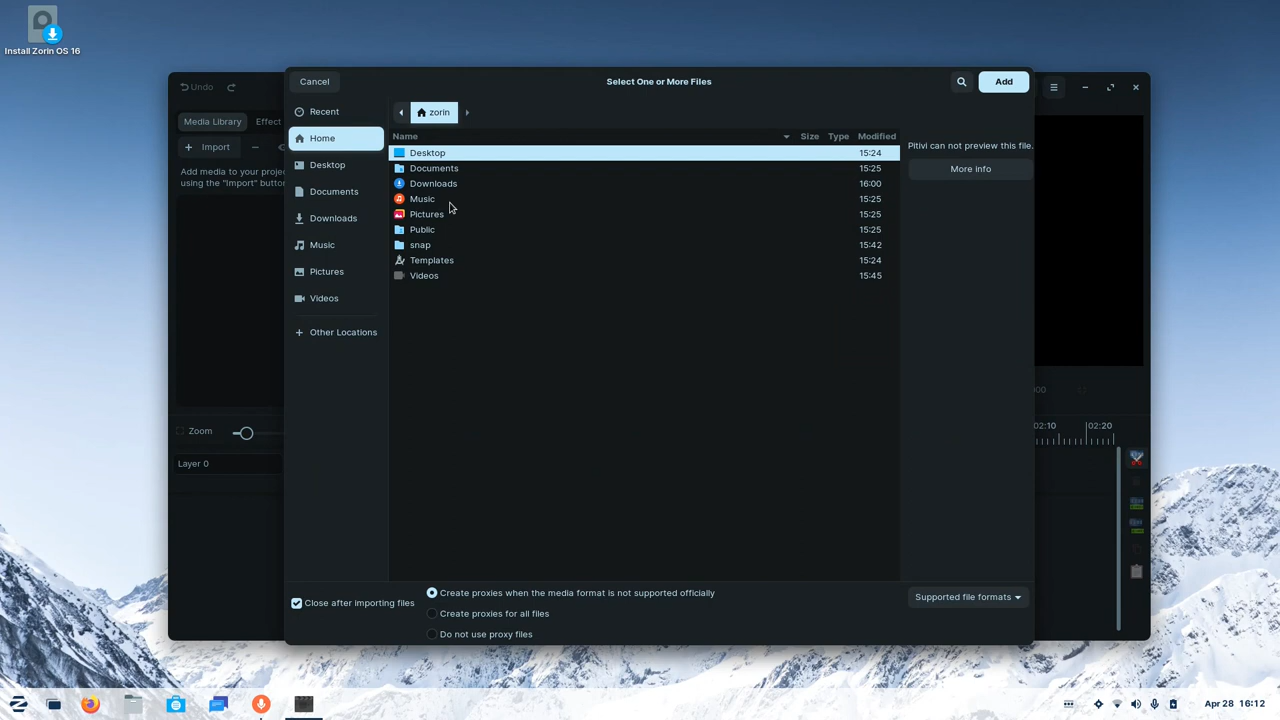 Install Zorin OS 16
Undo
Cancel
Select One or More Files
Add
Media Library
Effect
Import
Add media to your proje
using the "Import" butto
Recent
Home
Desktop
Documents
Downloads
Music
Pictures
Videos
Other Locations
zorin
Name
Size
Type
Modified
Desktop
15:24
Documents
15:25
Downloads
16:00
Music
15:25
Pictures
15:25
Public
15:25
snap
15:42
Templates
15:24
Videos
15:45
Pitivi can not preview this file.
More info
00
Zoom
02:10
02:20
Layer 0
Close after importing files
Create proxies when the media format is not supported officially
Create proxies for all files
Do not use proxy files
Supported file formats
Apr 28 16:12